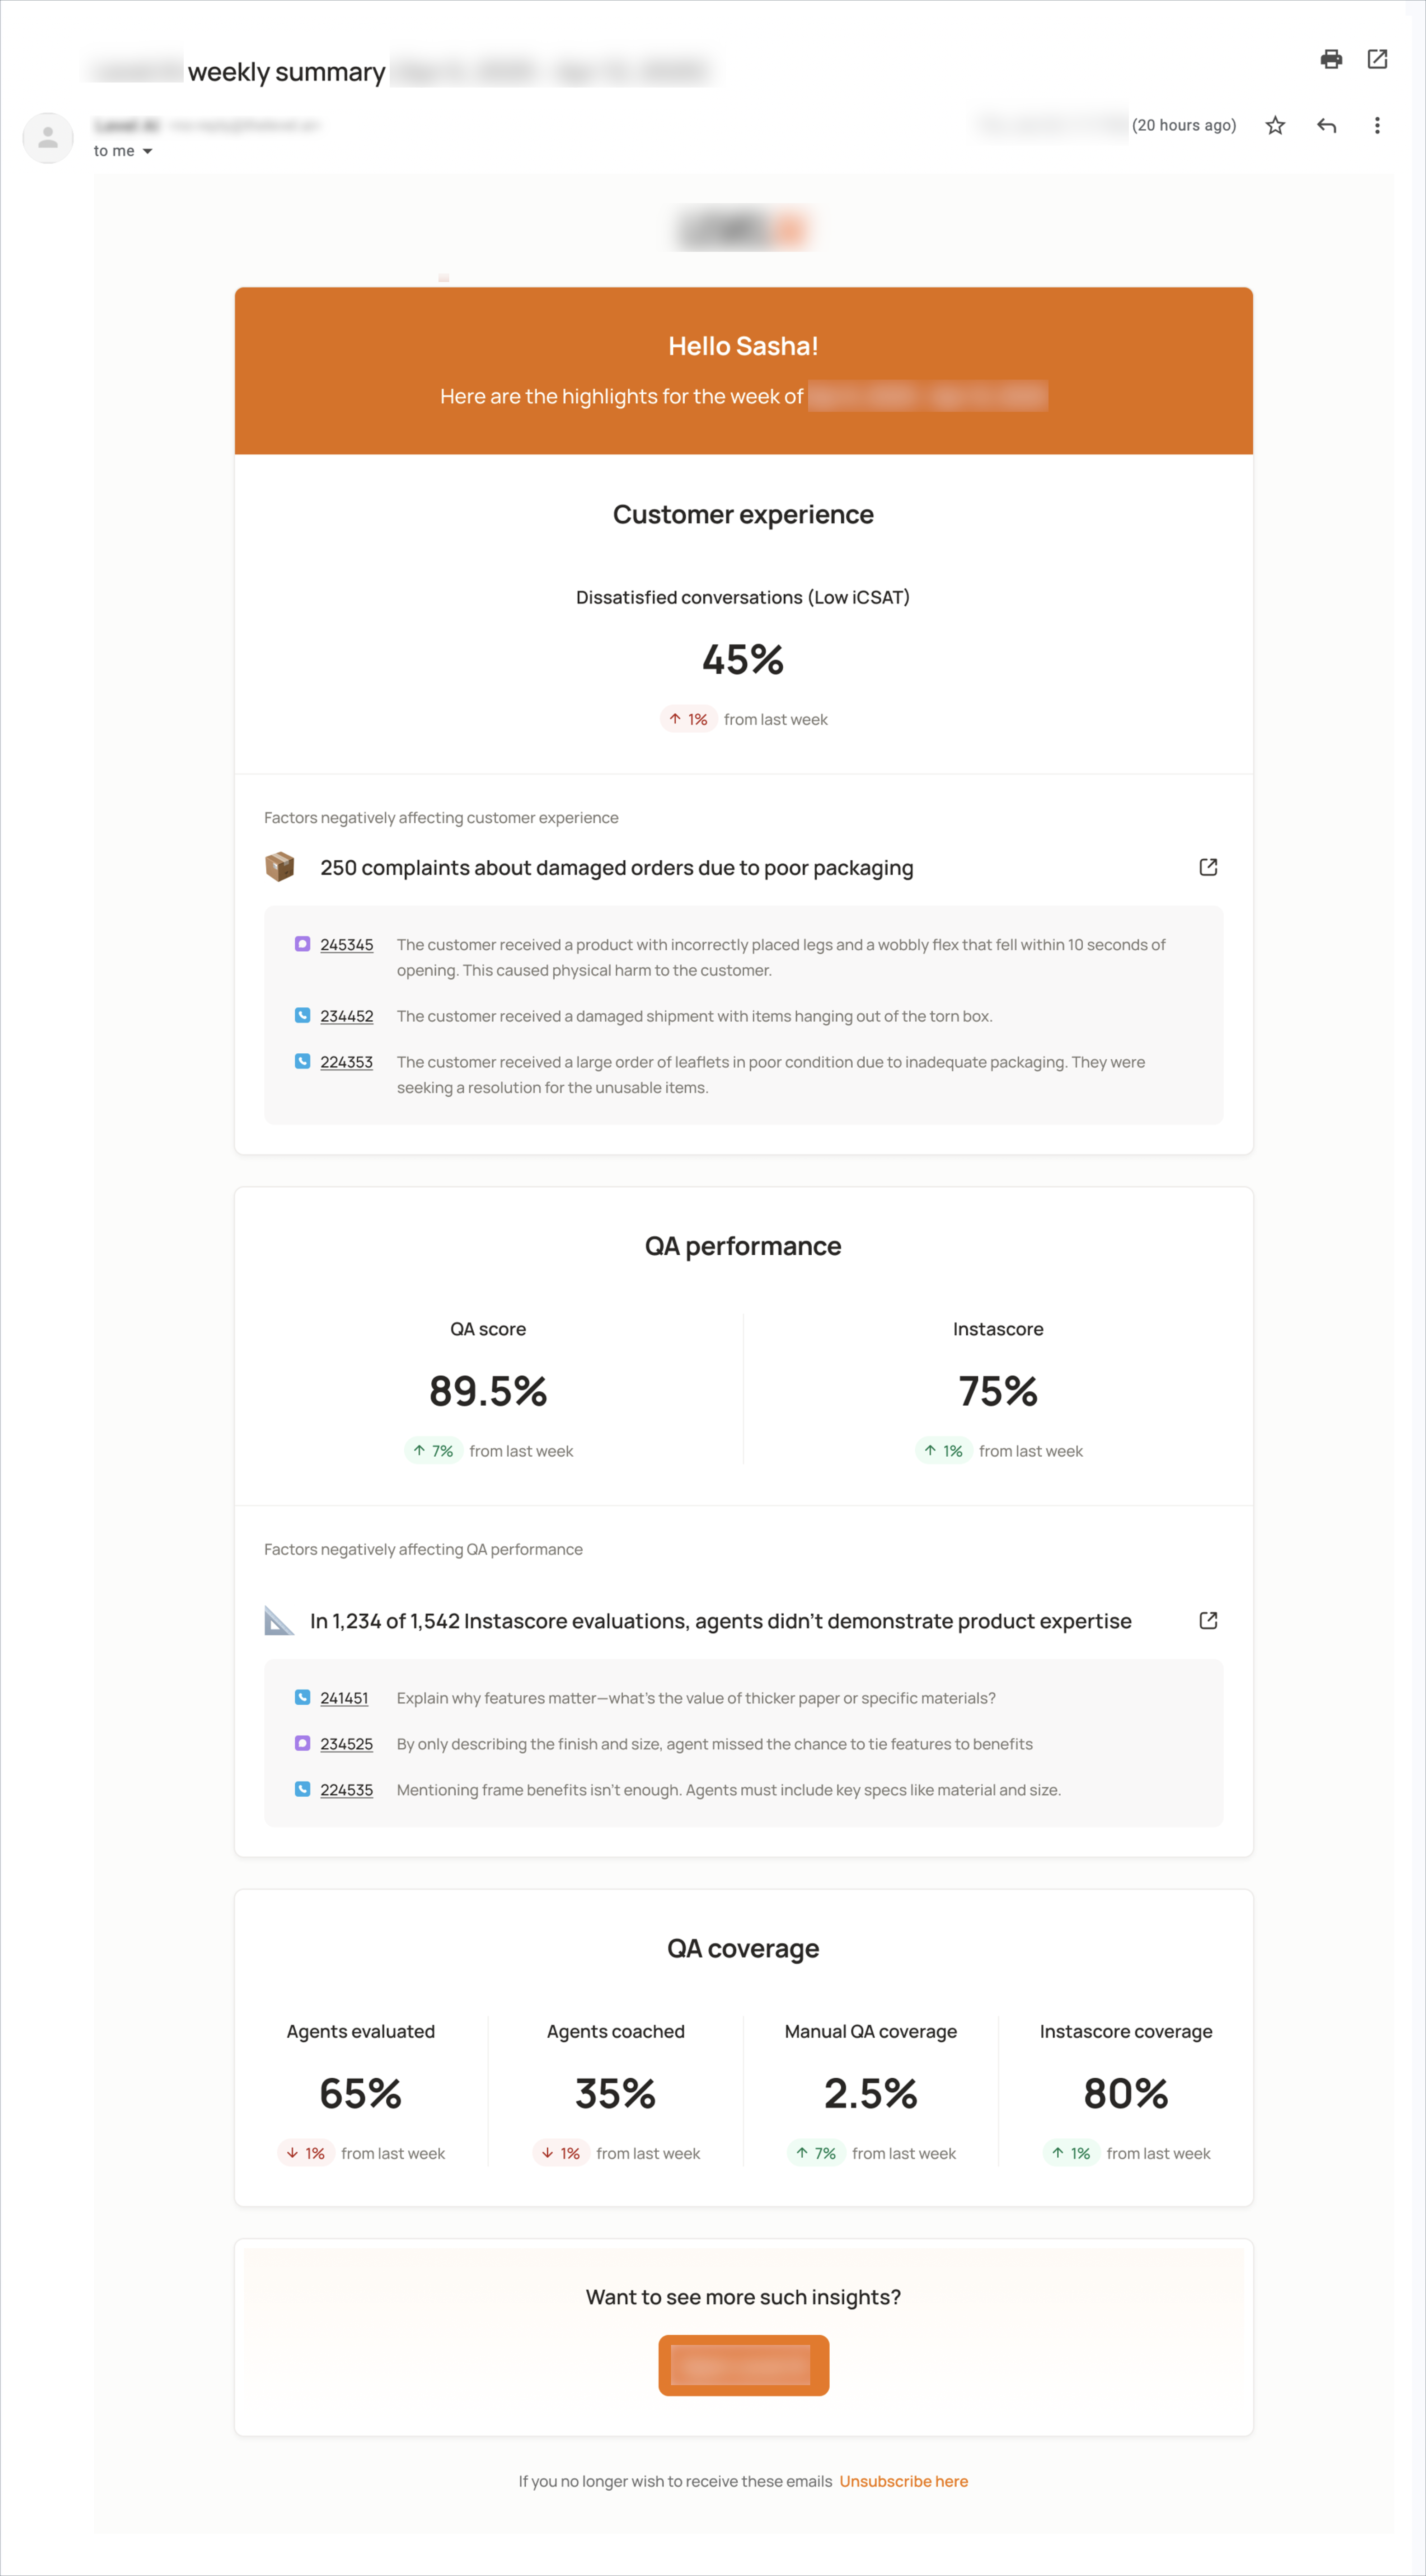 weekly summary
(20 hours ago)
to me
Hello Sasha!
Here are the highlights for the week of
Customer experience
Dissatisfied conversations (Low iCSAT)
45%
↑ 1% from last week
Factors negatively affecting customer experience
250 complaints about damaged orders due to poor packaging
245345 The customer received a product with incorrectly placed legs and a wobbly flex that fell within 10 seconds of
opening. This caused physical harm to the customer.
234452 The customer received a damaged shipment with items hanging out of the torn box.
224353 The customer received a large order of leaflets in poor condition due to inadequate packaging. They were
seeking a resolution for the unusable items.
QA performance
QA score Instascore
89.5% 75%
↑ 7% from last week ↑ 1% from last week
Factors negatively affecting QA performance
In 1,234 of 1,542 Instascore evaluations, agents didn't demonstrate product expertise
241451 Explain why features matter—what's the value of thicker paper or specific materials?
234525 By only describing the finish and size, agent missed the chance to tie features to benefits
224535 Mentioning frame benefits isn't enough. Agents must include key specs like material and size.
QA coverage
Agents evaluated Agents coached Manual QA coverage Instascore coverage
65% 35% 2.5% 80%
↓ 1% from last week ↓ 1% from last week ↑ 7% from last week ↑ 1% from last week
Want to see more such insights?
If you no longer wish to receive these emails Unsubscribe here